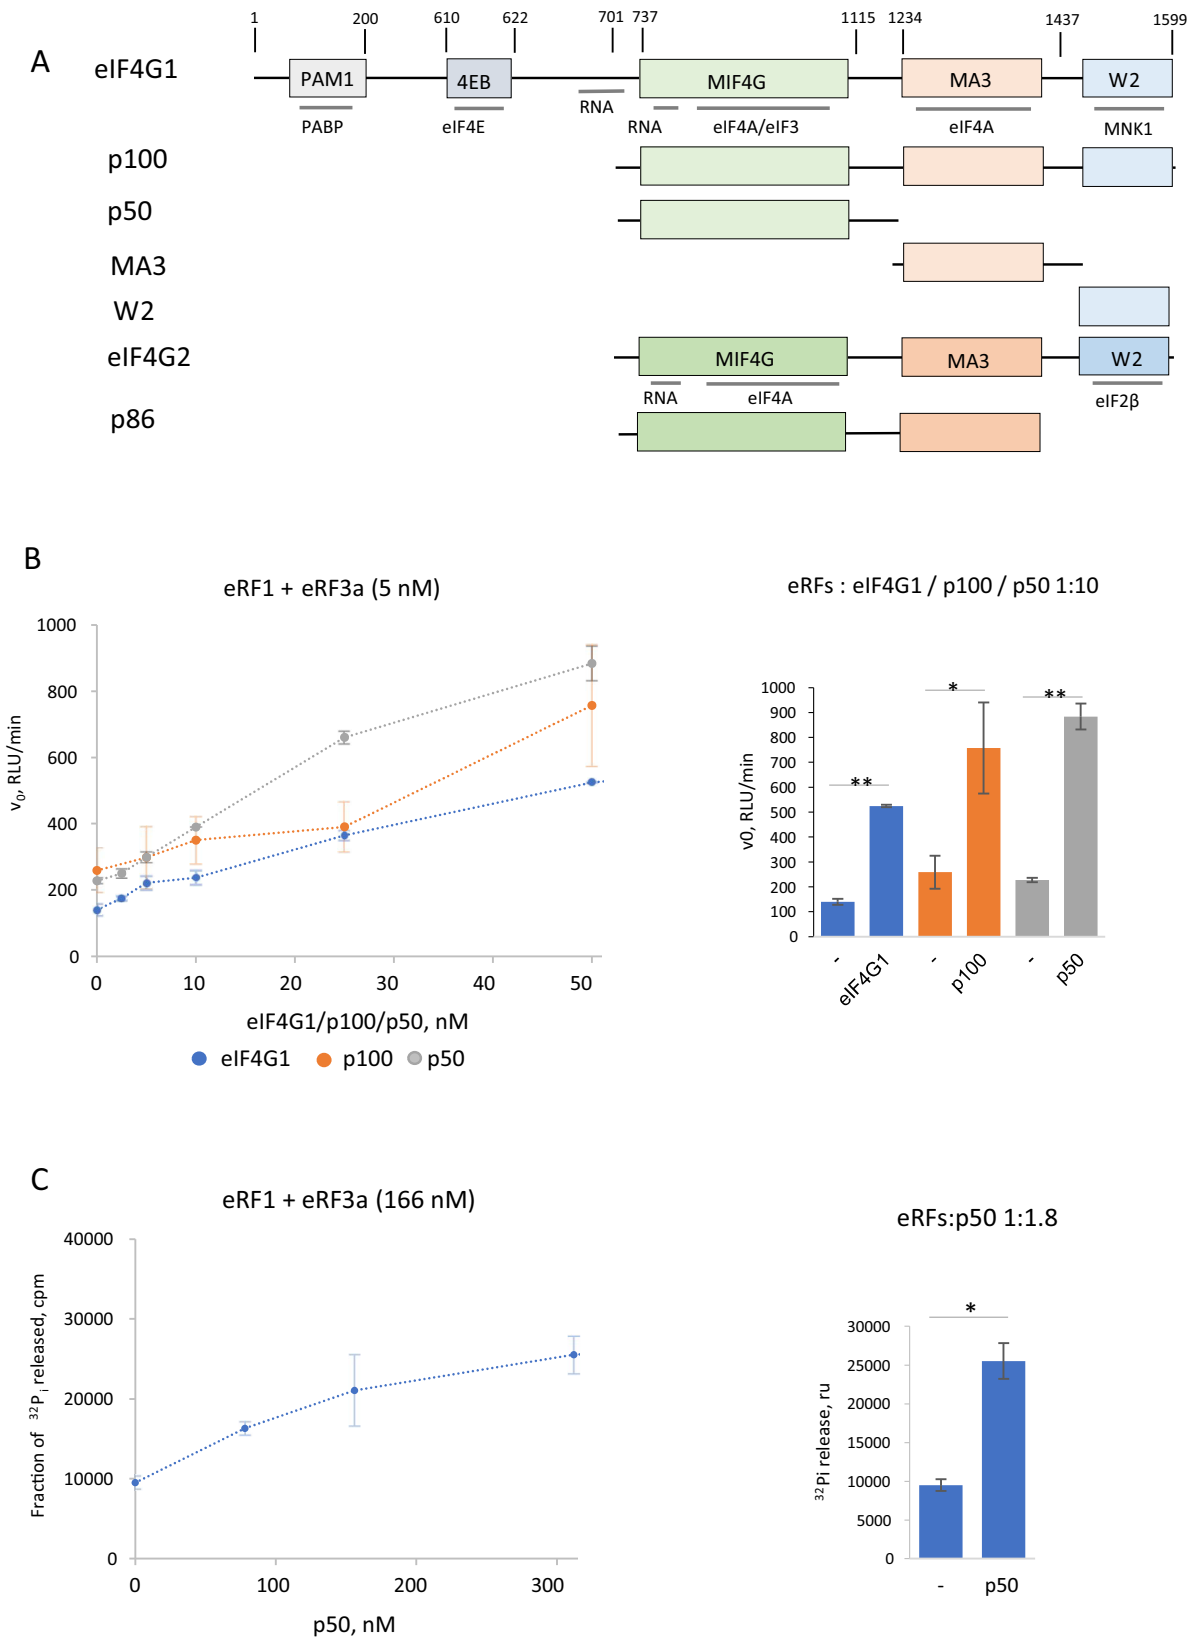 1 200 610 622 701 737 1115 1234 1437 1599
A
eIF4G1 PAM1 4EB MIF4G MA3 W2
RNA
PABP eIF4E RNA eIF4A/eIF3 eIF4A MNK1
p100
p50
MA3
W2
eIF4G2 MIF4G MA3 W2
RNA eIF4A eIF2β
p86
B
eRF1 + eRF3a (5 nM)
v₀, RLU/min
1000
800
600
400
200
0
0 10 20 30 40 50
eIF4G1/p100/p50, nM
eIF4G1 p100 p50
eRFs : eIF4G1 / p100 / p50 1:10
v0, RLU/min
1000
900
800
700
600
500
400
300
200
100
0
** * **
- eIF4G1 - p100 - p50
C
eRF1 + eRF3a (166 nM)
Fraction of ³²Pᵢ released, cpm
40000
30000
20000
10000
0
0 100 200 300
p50, nM
eRFs:p50 1:1.8
³²Pi release, ru
*
30000
25000
20000
15000
10000
5000
0
- p50